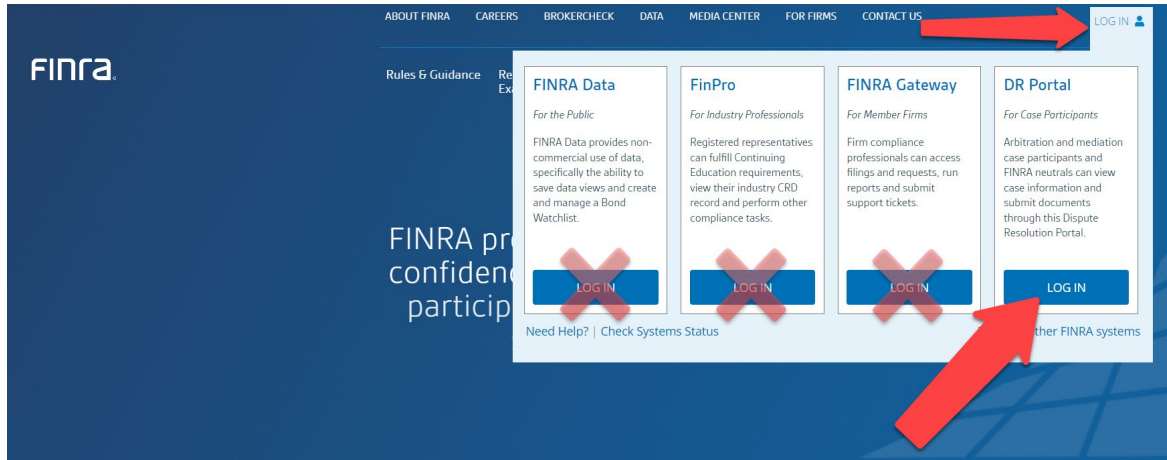 ABOUT FINRA CAREERS BROKERCHECK DATA MEDIA CENTER FOR FIRMS CONTACT US LOG IN
FINRA
Rules & Guidance
FINRA Data
For the Public
FINRA Data provides non-
commercial use of data,
specifically the ability to
save data views and create
and manage a Bond
Watchlist.
LOG IN
FinPro
For Industry Professionals
Registered representatives
can fulfill Continuing
Education requirements,
view their industry CRD
record and perform other
compliance tasks.
LOG IN
FINRA Gateway
For Member Firms
Firm compliance
professionals can access
filings and requests, run
reports and submit
support tickets.
LOG IN
DR Portal
For Case Participants
Arbitration and mediation
case participants and
FINRA neutrals can view
case information and
submit documents
through this Dispute
Resolution Portal.
LOG IN
Need Help? | Check Systems Status
FINRA systems
FINRA